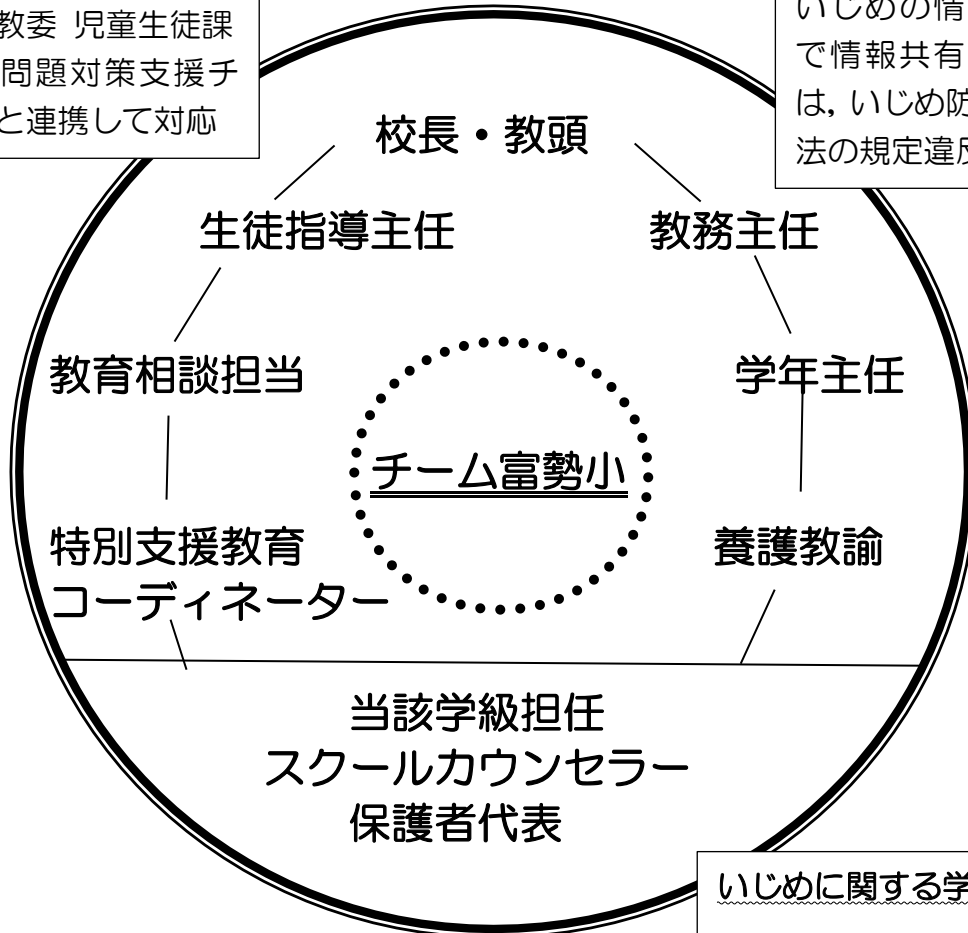 教委 児童生徒課
問題対策支援チ
と連携して対応
いじめの情
で情報共有
は，いじめ防
法の規定違反
校長・教頭
生徒指導主任
教務主任
教育相談担当
学年主任
チーム富勢小
特別支援教育
コーディネーター
養護教諭
当該学級担任
スクールカウンセラー
保護者代表
いじめに関する学